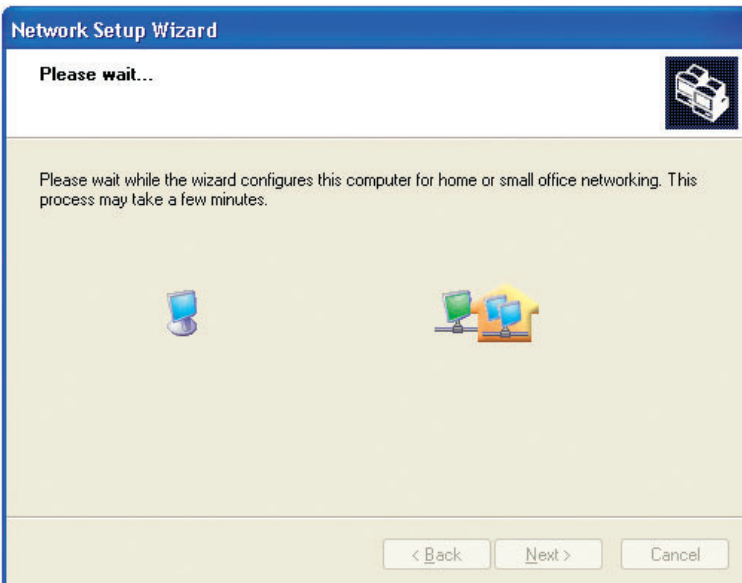 Network Setup Wizard
Please wait...
Please wait while the wizard configures this computer for home or small office networking. This
process may take a few minutes.
< Back
Next >
Cancel